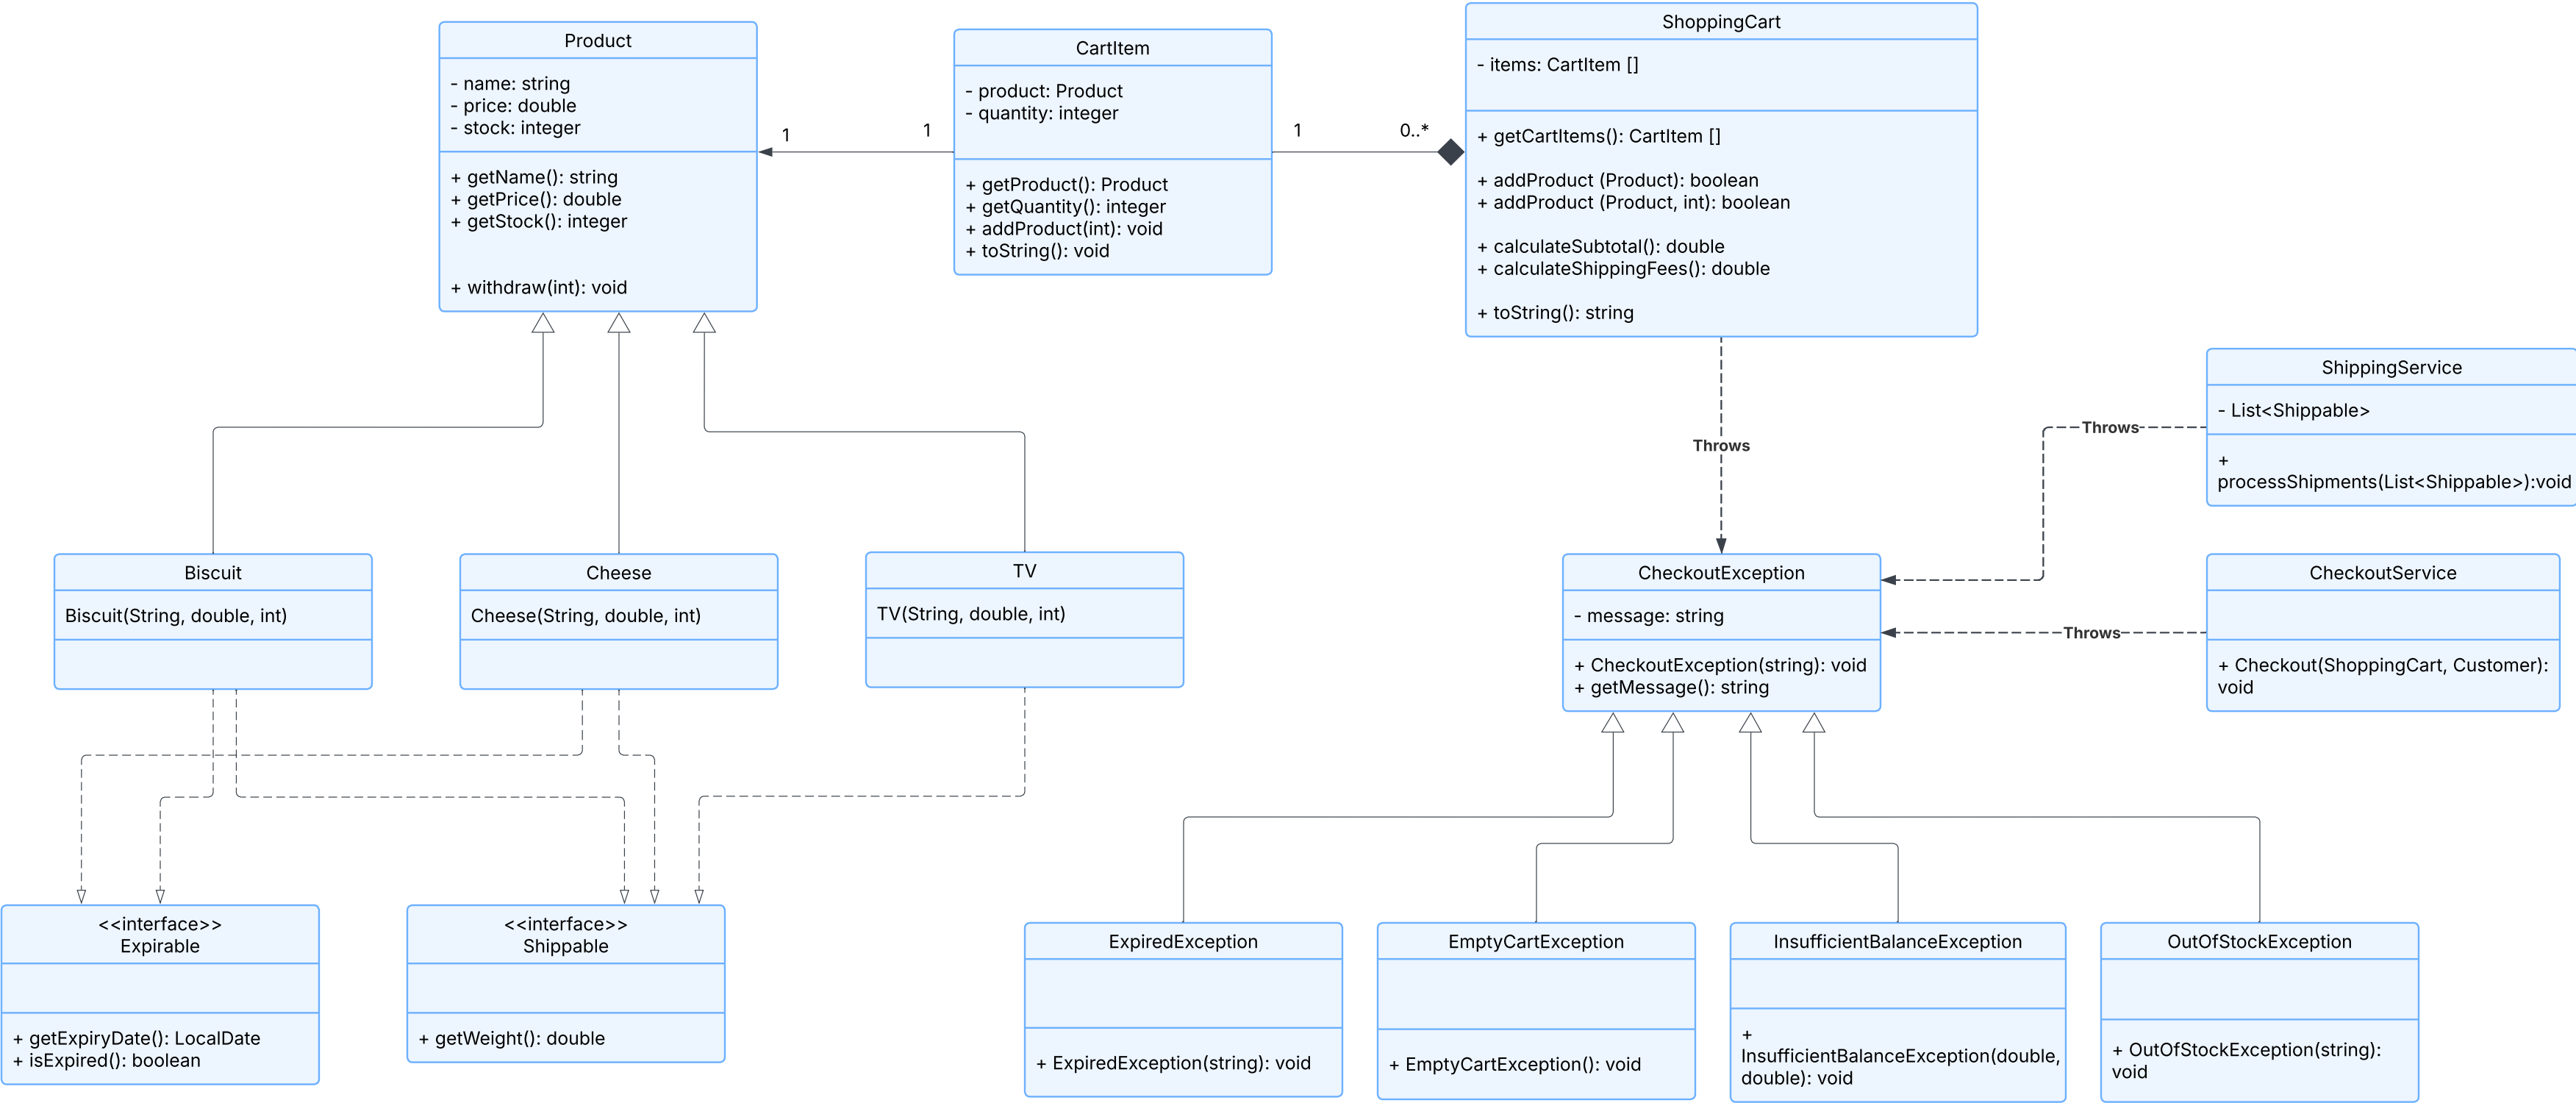 Product
- name: string
- price: double
- stock: integer
+ getName(): string
+ getPrice(): double
+ getStock(): integer
+ withdraw(int): void
1
1
CartItem
- product: Product
- quantity: integer
+ getProduct(): Product
+ getQuantity(): integer
+ addProduct(int): void
+ toString(): void
1
0..*
ShoppingCart
- items: CartItem []
+ getCartItems(): CartItem []
+ addProduct (Product): boolean
+ addProduct (Product, int): boolean
+ calculateSubtotal(): double
+ calculateShippingFees(): double
+ toString(): string
Throws
ShippingService
- List<Shippable>
+
processShipments(List<Shippable>):void
Throws
Biscuit
Biscuit(String, double, int)
Cheese
Cheese(String, double, int)
TV
TV(String, double, int)
CheckoutException
- message: string
+ CheckoutException(string): void
+ getMessage(): string
Throws
CheckoutService
+ Checkout(ShoppingCart, Customer):
void
<<interface>>
Expirable
+ getExpiryDate(): LocalDate
+ isExpired(): boolean
<<interface>>
Shippable
+ getWeight(): double
ExpiredException
+ ExpiredException(string): void
EmptyCartException
+ EmptyCartException(): void
InsufficientBalanceException
+
InsufficientBalanceException(double,
double): void
OutOfStockException
+ OutOfStockException(string):
void